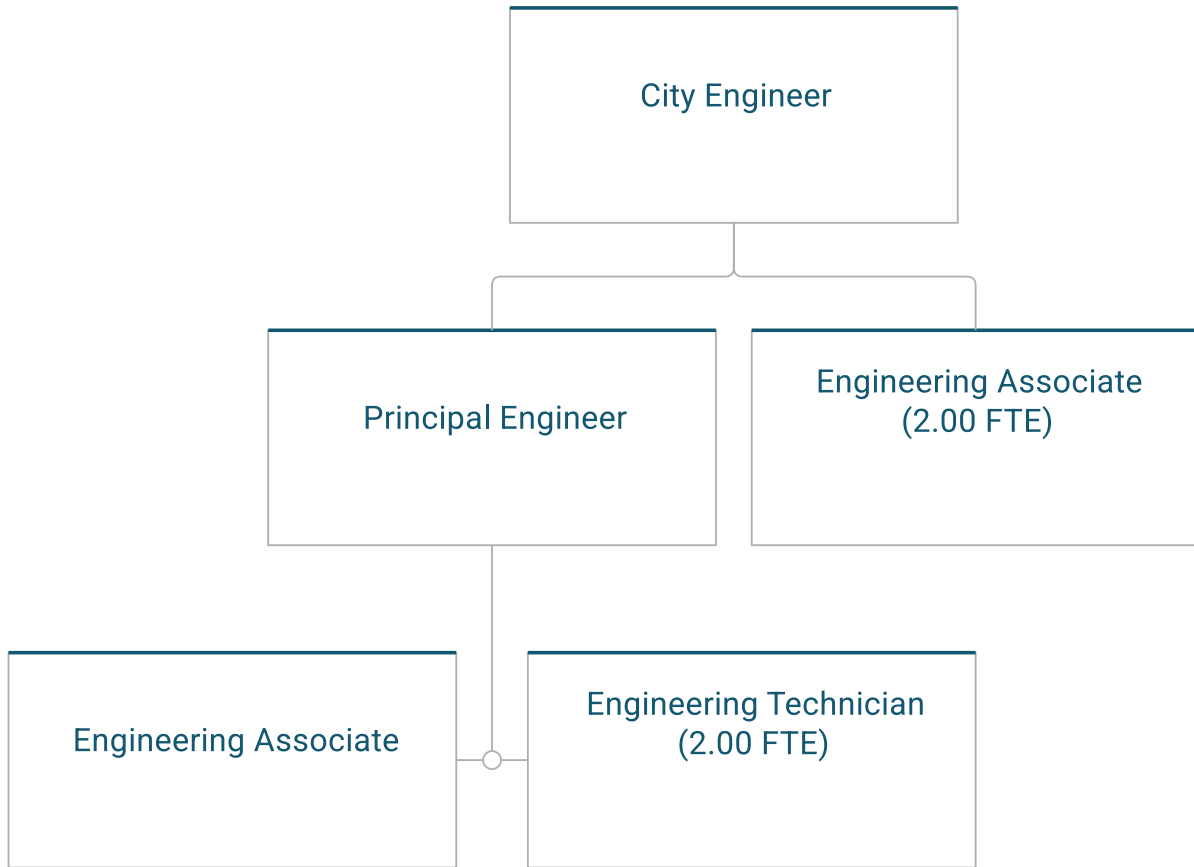 City Engineer
Principal Engineer
Engineering Associate
(2.00 FTE)
Engineering Associate
Engineering Technician
(2.00 FTE)